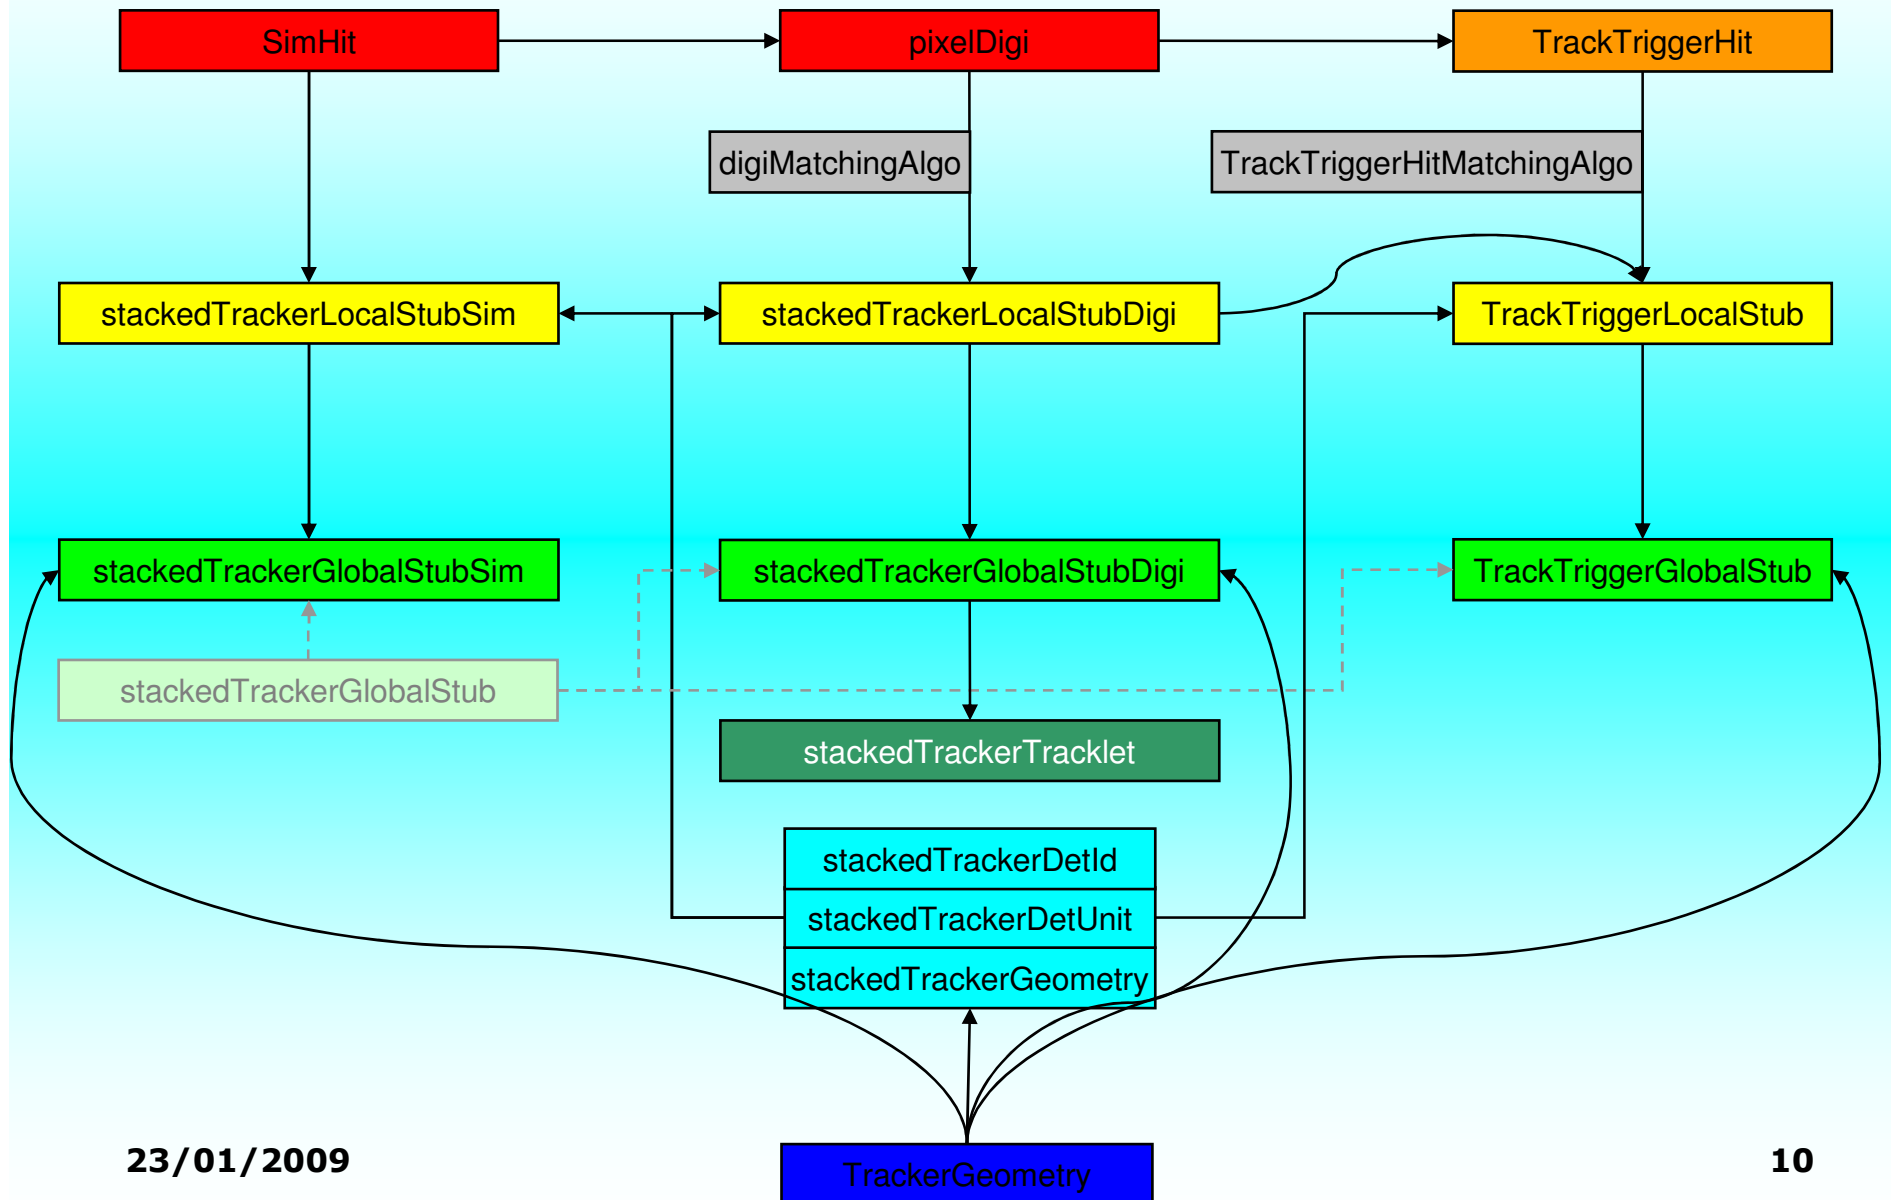 SimHit
pixelDigi
TrackTriggerHit
digiMatchingAlgo
TrackTriggerHitMatchingAlgo
stackedTrackerLocalStubSim
stackedTrackerLocalStubDigi
TrackTriggerLocalStub
stackedTrackerGlobalStubSim
stackedTrackerGlobalStubDigi
TrackTriggerGlobalStub
stackedTrackerGlobalStub
stackedTrackerTracklet
stackedTrackerDetId
stackedTrackerDetUnit
stackedTrackerGeometry
TrackerGeometry
23/01/2009
10